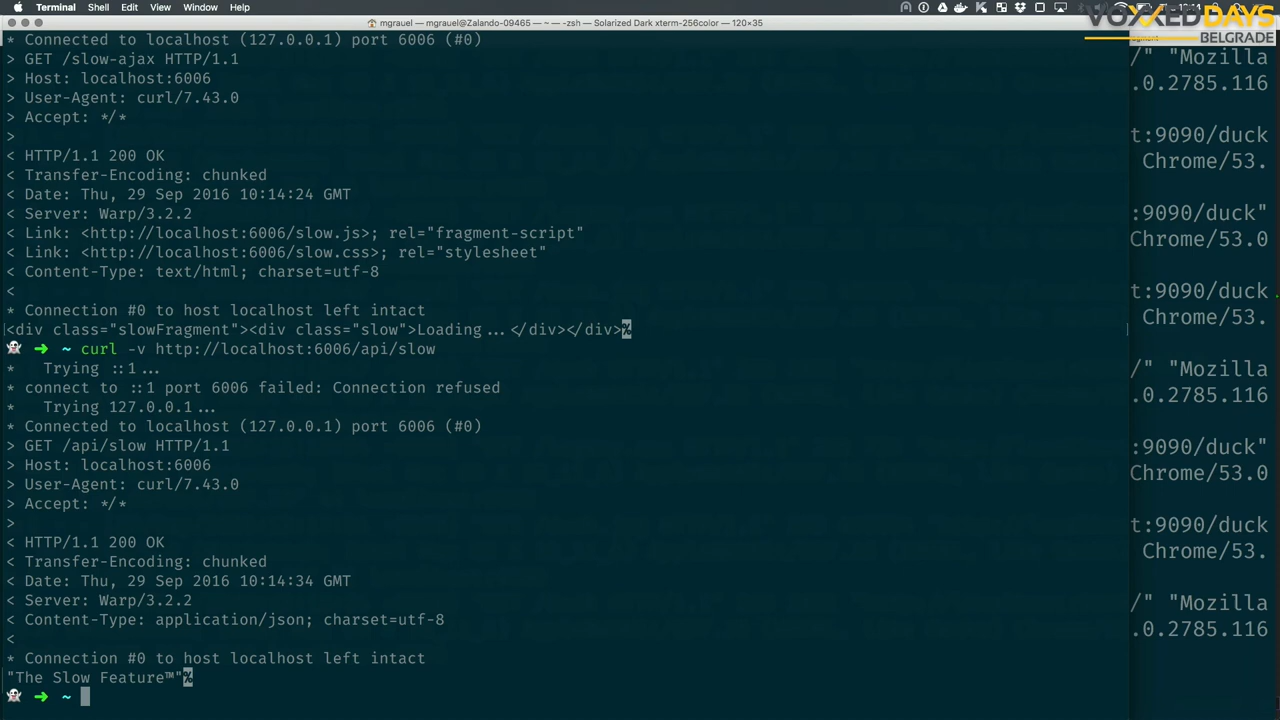 Terminal Shell Edit View Window Help
VOXXED DAYS
BELGRADE
mgrauel — mgrauel@Zalando-09465 — ~ — -zsh — Solarized Dark xterm-256color — 120×35
* Connected to localhost (127.0.0.1) port 6006 (#0)
> GET /slow-ajax HTTP/1.1
> Host: localhost:6006
> User-Agent: curl/7.43.0
> Accept: */*
>
< HTTP/1.1 200 OK
< Transfer-Encoding: chunked
< Date: Thu, 29 Sep 2016 10:14:24 GMT
< Server: Warp/3.2.2
< Link: <http://localhost:6006/slow.js>; rel="fragment-script"
< Link: <http://localhost:6006/slow.css>; rel="stylesheet"
< Content-Type: text/html; charset=utf-8
<
* Connection #0 to host localhost left intact
<div class="slowFragment"><div class="slow">Loading...</div></div>%
➜ ~ curl -v http://localhost:6006/api/slow
* Trying ::1...
* connect to ::1 port 6006 failed: Connection refused
* Trying 127.0.0.1...
* Connected to localhost (127.0.0.1) port 6006 (#0)
> GET /api/slow HTTP/1.1
> Host: localhost:6006
> User-Agent: curl/7.43.0
> Accept: */*
>
< HTTP/1.1 200 OK
< Transfer-Encoding: chunked
< Date: Thu, 29 Sep 2016 10:14:34 GMT
< Server: Warp/3.2.2
< Content-Type: application/json; charset=utf-8
<
* Connection #0 to host localhost left intact
"The Slow Feature™"%
➜ ~
/" "Mozilla
.0.2785.116
t:9090/duck
Chrome/53.
:9090/duck"
Chrome/53.0
:9090/duck
Chrome/53.0
/" "Mozilla
.0.2785.116
:9090/duck"
Chrome/53.0
t:9090/duck
Chrome/53.
/" "Mozilla
.0.2785.116